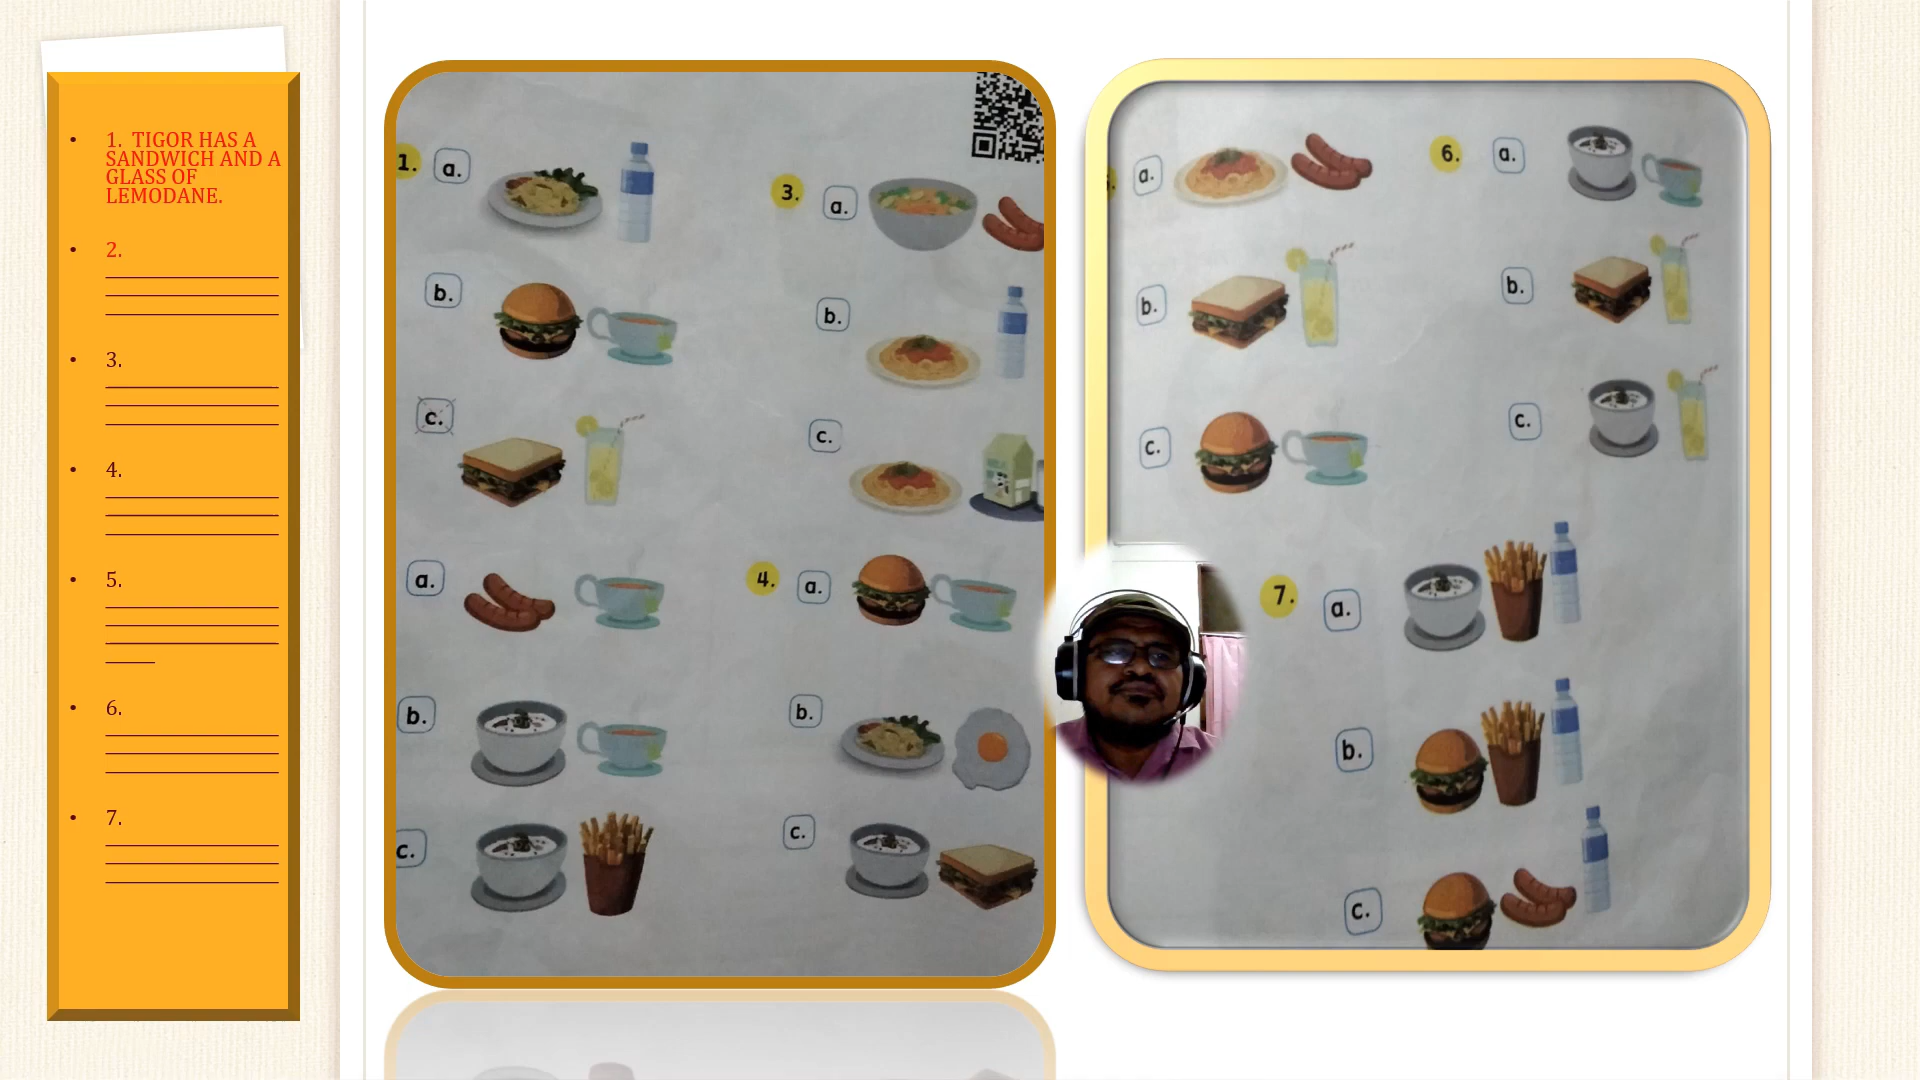 • 1. TIGOR HAS A
SANDWICH AND A
GLASS OF
LEMODANE.
• 2.
• 3.
• 4.
• 5.
• 6.
• 7.
1. a.
b.
c.
a.
b.
c.
3. a.
b.
c.
4. a.
b.
c.
a.
b.
c.
6. a.
b.
c.
7. a.
b.
c.